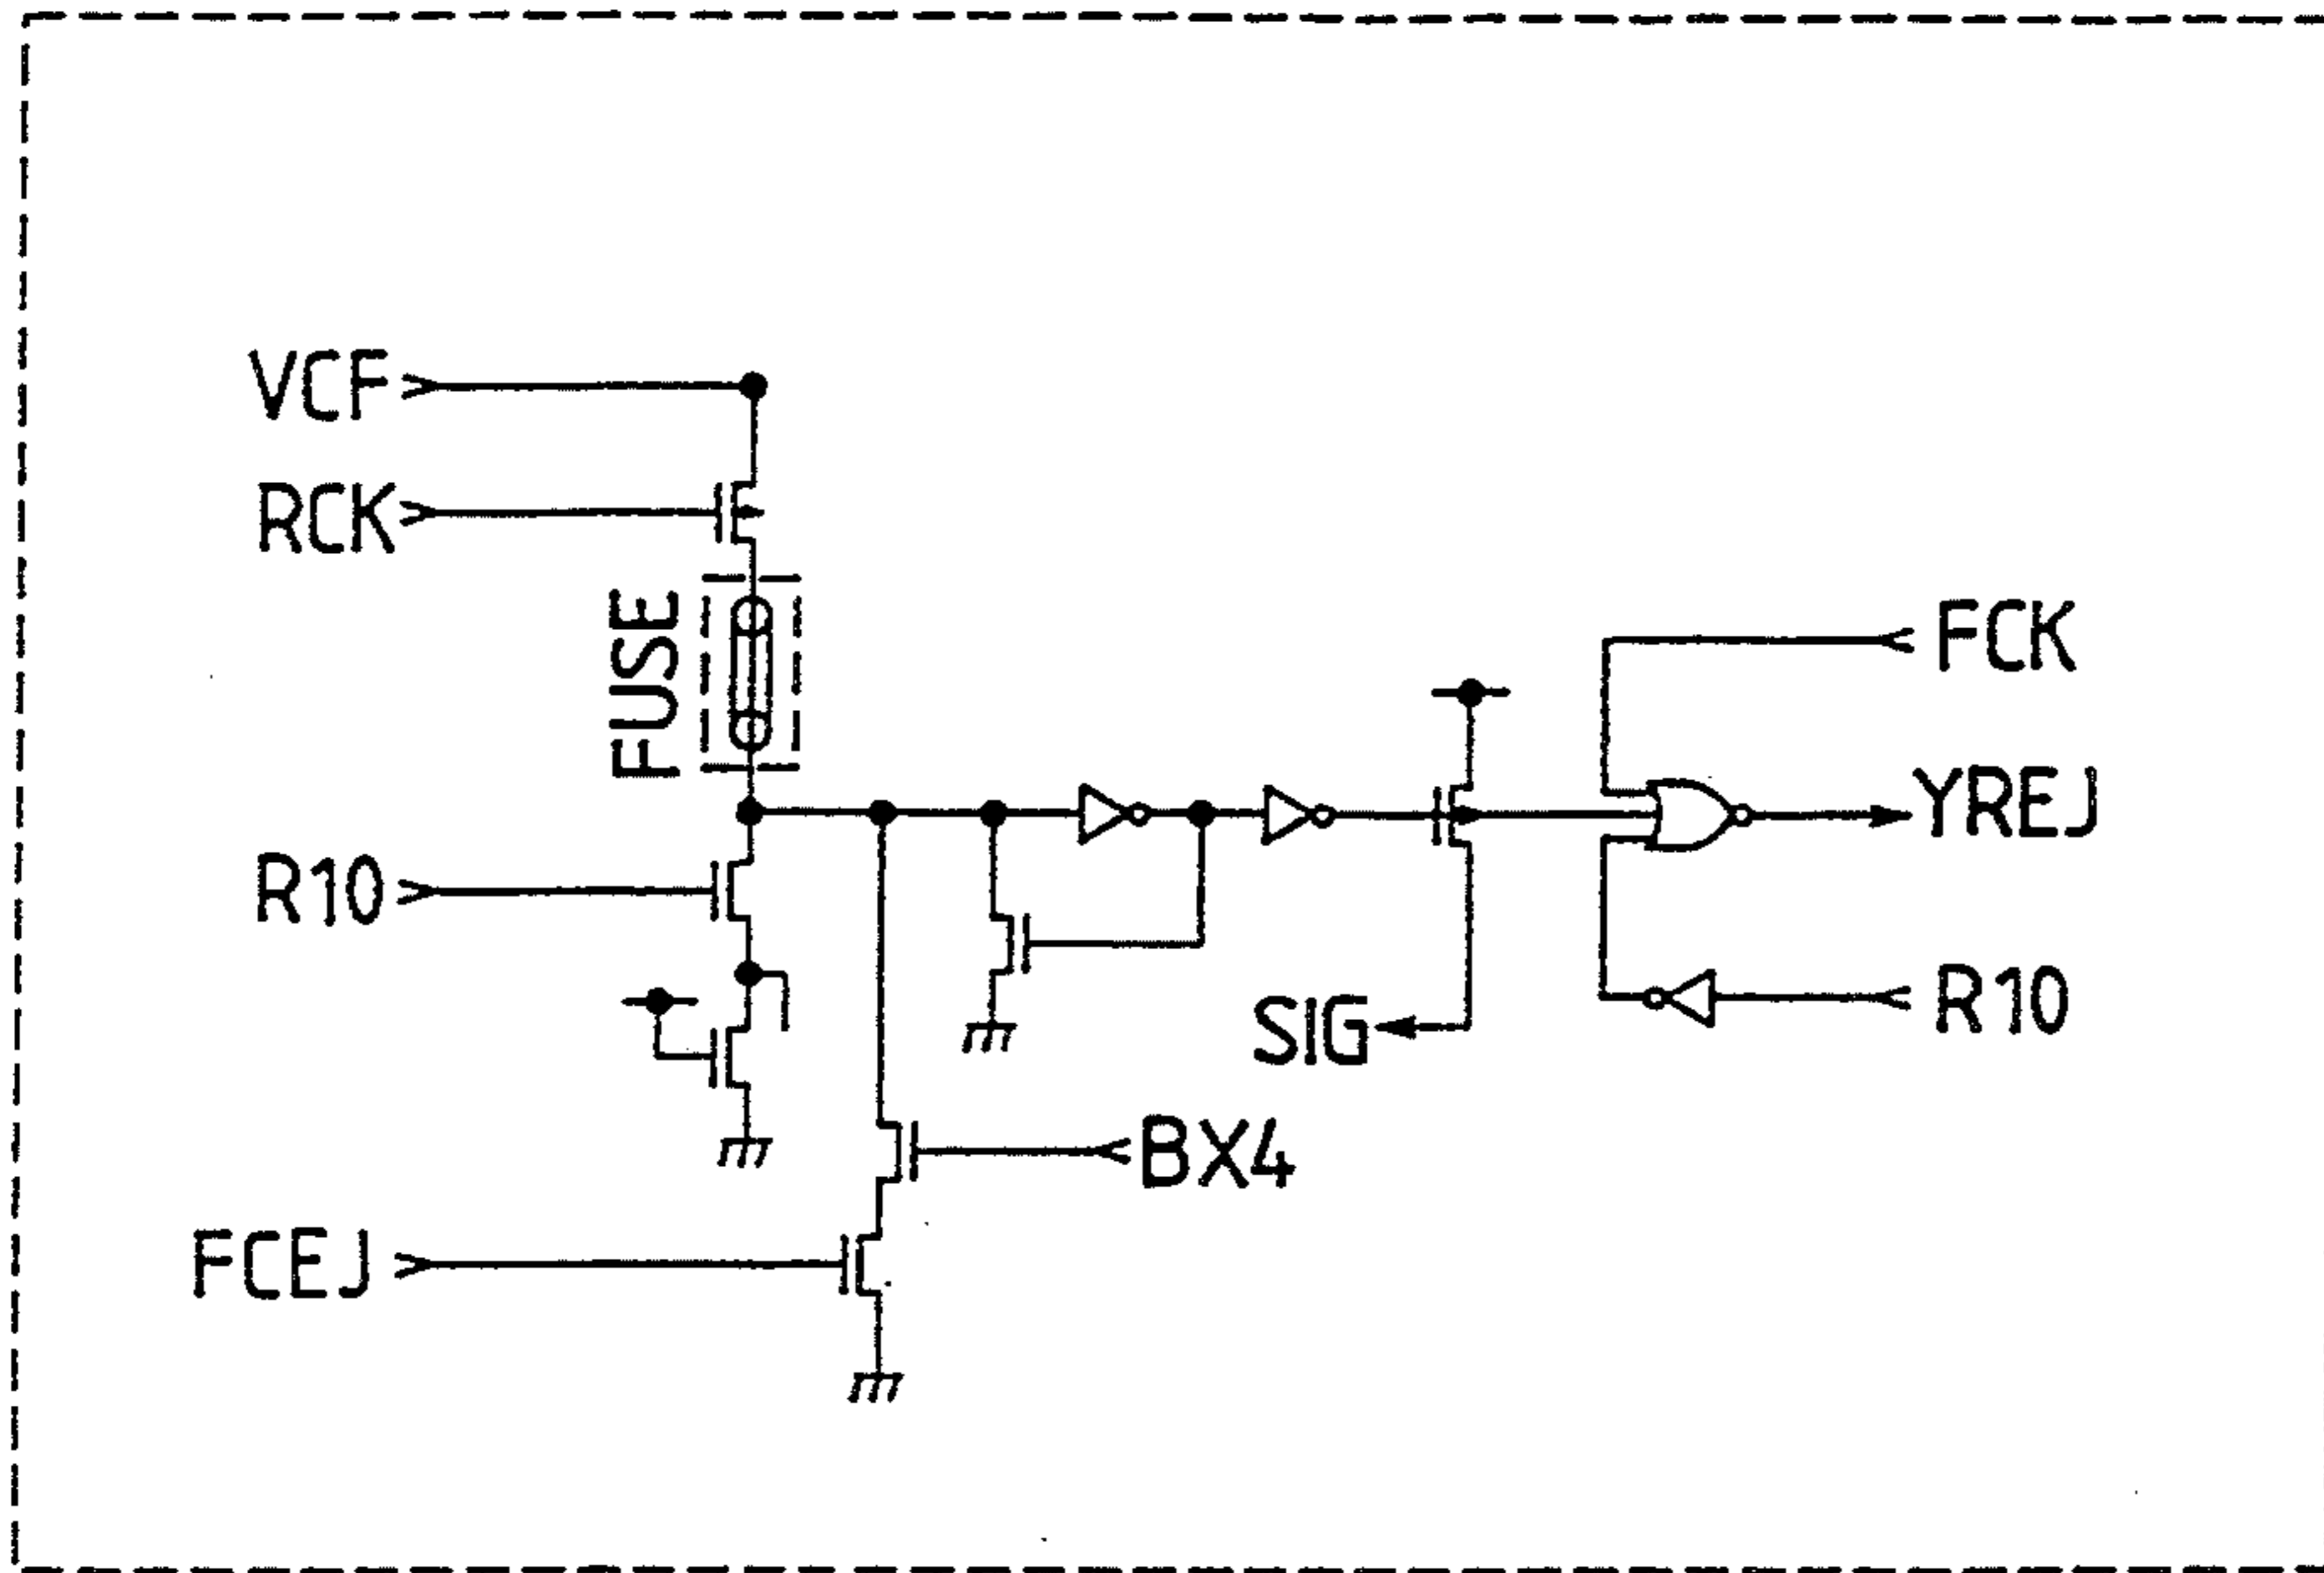 VCF
RCK
FUSE
FCK
YREJ
R10
R10
SIG
BX4
FCEJ